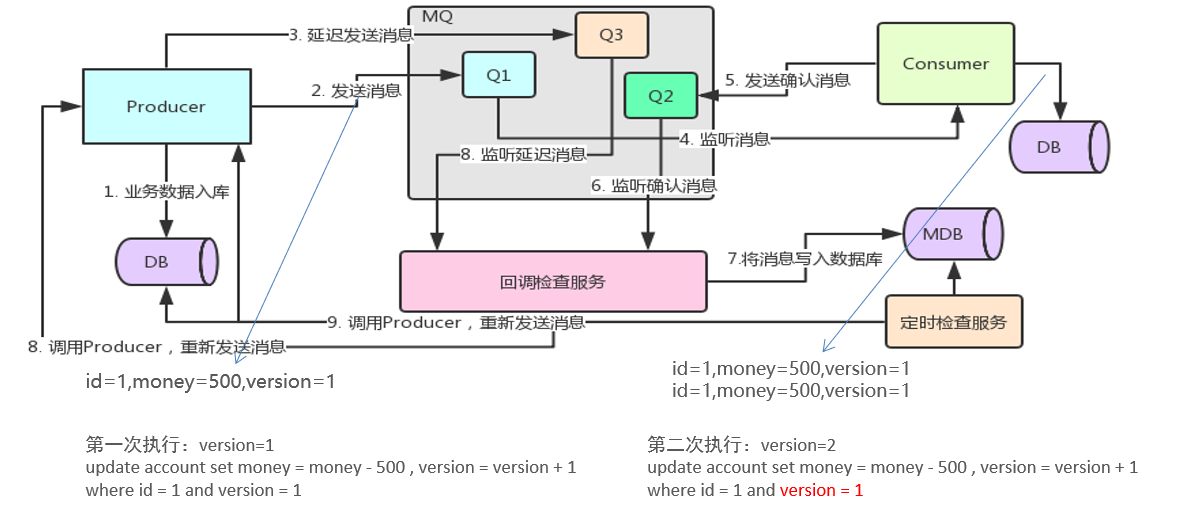 MQ
3. 延迟发送消息
Q3
Q1
Q2
2. 发送消息
Producer
Consumer
5. 发送确认消息
4. 监听消息
8. 监听延迟消息
6. 监听确认消息
DB
1. 业务数据入库
DB
MDB
7.将消息写入数据库
回调检查服务
定时检查服务
9. 调用Producer，重新发送消息
8. 调用Producer，重新发送消息
id=1,money=500,version=1
id=1,money=500,version=1
id=1,money=500,version=1
第一次执行：version=1
update account set money = money - 500 , version = version + 1
where id = 1 and version = 1
第二次执行：version=2
update account set money = money - 500 , version = version + 1
where id = 1 and version = 1